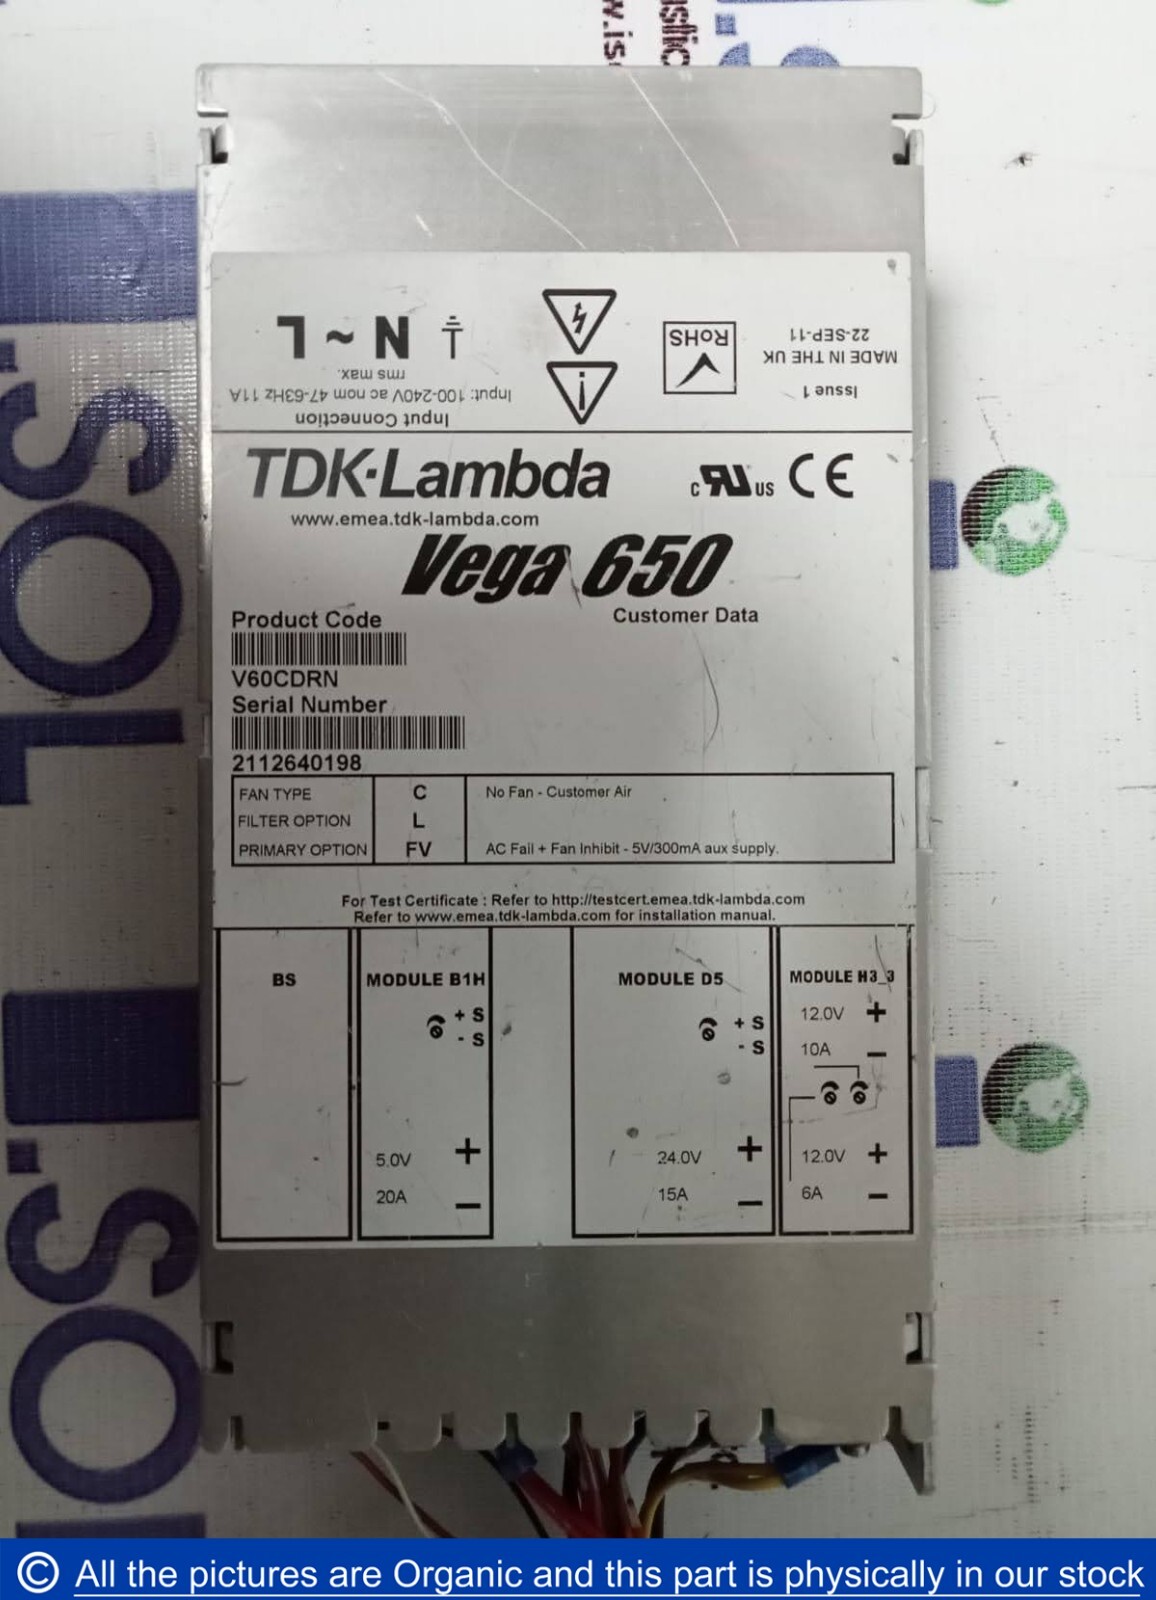 Input Connection
Input: 100-240V ac nom 47-63Hz 11A
rms max.
L ~ N
Issue 1
MADE IN THE UK
22-SEP-11
RoHS
TDK-Lambda
c RU US CE
www.emea.tdk-lambda.com
Vega 650
Product Code
Customer Data
V60CDRN
Serial Number
2112640198
FAN TYPE C No Fan - Customer Air
FILTER OPTION L
PRIMARY OPTION FV AC Fail + Fan Inhibit - 5V/300mA aux supply.
For Test Certificate : Refer to http://testcert.emea.tdk-lambda.com
Refer to www.emea.tdk-lambda.com for installation manual.
BS
MODULE B1H
+ S
- S
5.0V +
20A -
MODULE D5
+ S
- S
24.0V +
15A -
MODULE H3_3
12.0V +
10A -
12.0V +
6A -
© All the pictures are Organic and this part is physically in our stock